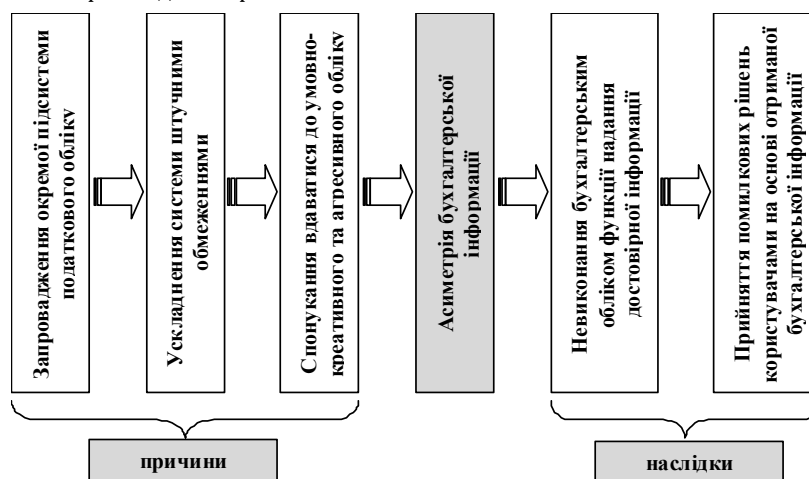 Запровадження окремої підсистеми
податкового обліку
Ускладнення системи штучними
обмеженнями
Спонукання вдаватися до умовно-
креативного та агресивного обліку
Асиметрія бухгалтерської
інформації
Невиконання бухгалтерським
обліком функції надання
достовірної інформації
Прийняття помилкових рішень
користувачами на основі отриманої
бухгалтерської інформації
причини
наслідки